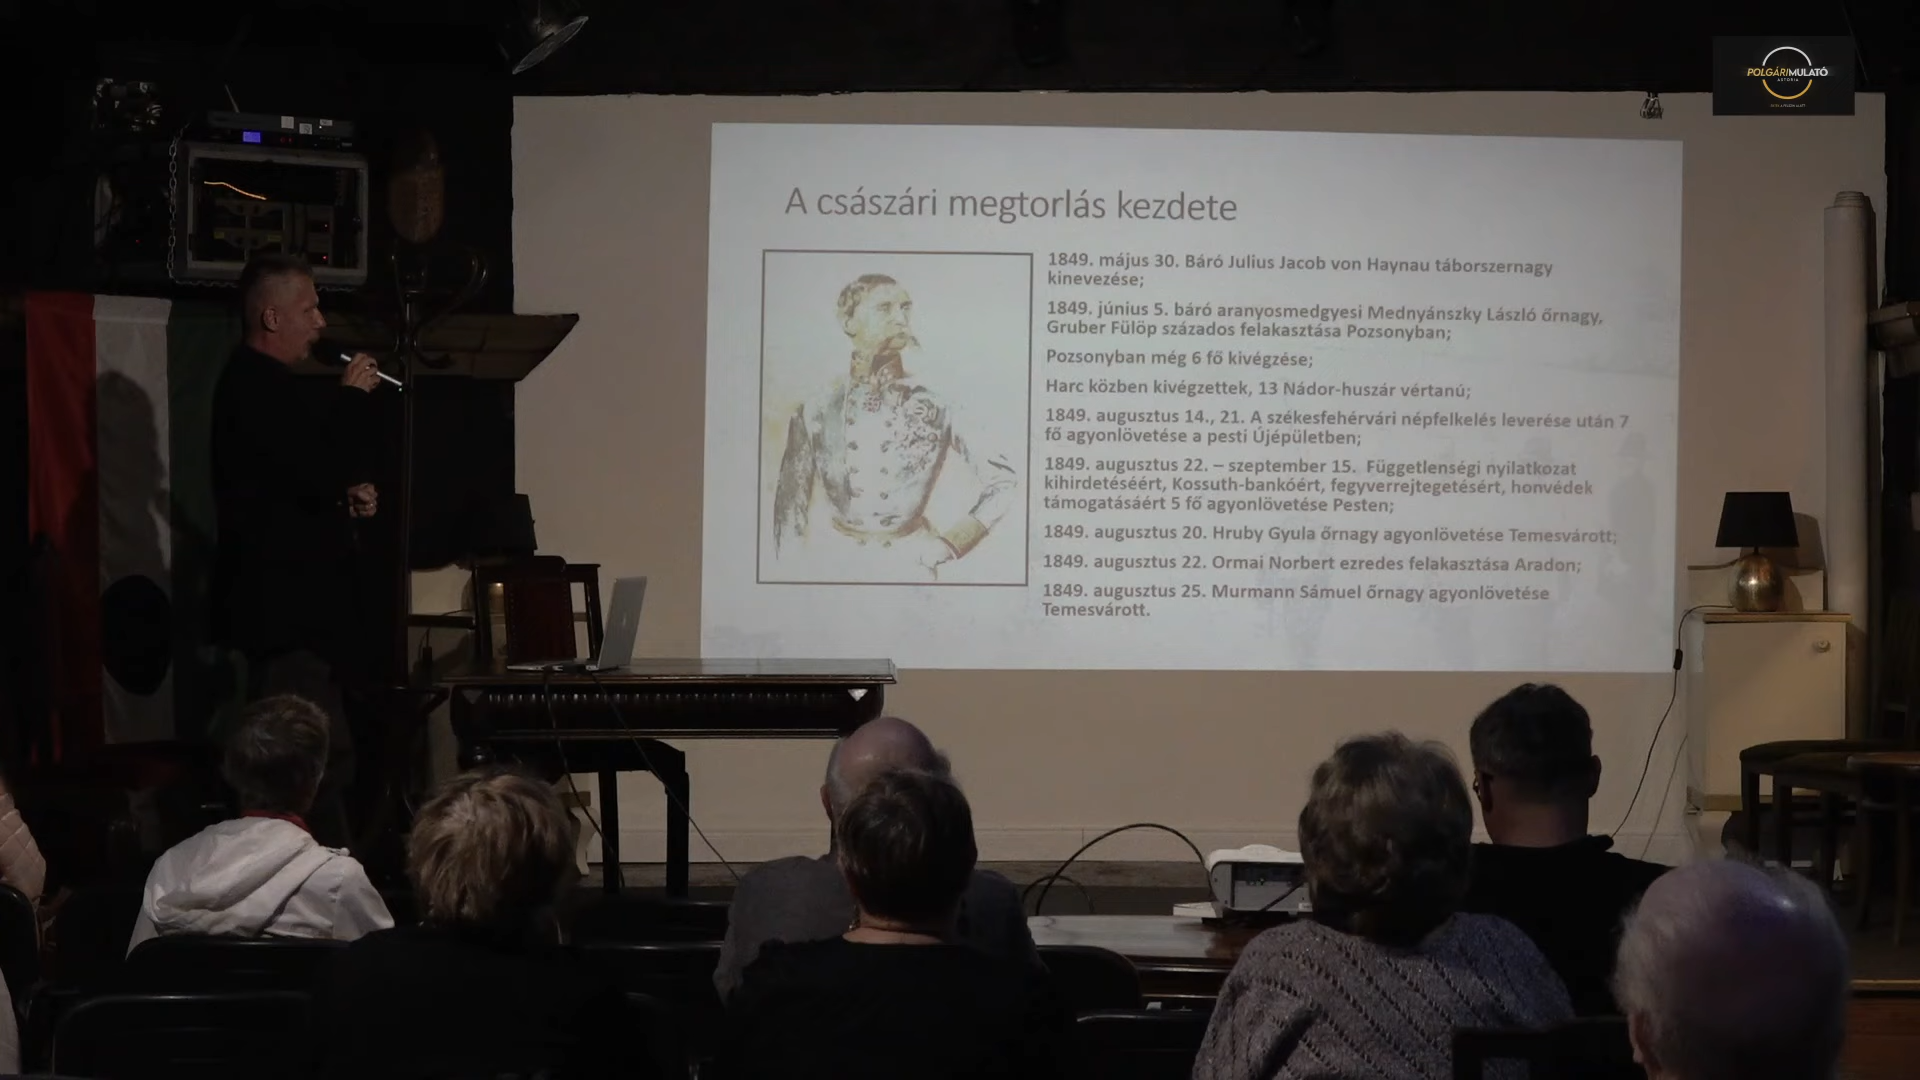 POLGÁRIMULATÓ
ASTORIA
A császári megtorlás kezdete
1849. május 30. Báró Julius Jacob von Haynau táborszernagy
kinevezése;
1849. június 5. báró aranyosmedgyesi Mednyánszky László őrnagy,
Gruber Fülöp százados felakasztása Pozsonyban;
Pozsonyban még 6 fő kivégzése;
Harc közben kivégzettek, 13 Nádor-huszár vértanú;
1849. augusztus 14., 21. A székesfehérvári népfelkelés leverése után 7
fő agyonlövetése a pesti Újépületben;
1849. augusztus 22. – szeptember 15. Függetlenségi nyilatkozat
kihirdetéséért, Kossuth-bankóért, fegyverrejtegetésért, honvédek
támogatásáért 5 fő agyonlövetése Pesten;
1849. augusztus 20. Hruby Gyula őrnagy agyonlövetése Temesvárott;
1849. augusztus 22. Ormai Norbert ezredes felakasztása Aradon;
1849. augusztus 25. Murmann Sámuel őrnagy agyonlövetése
Temesvárott.